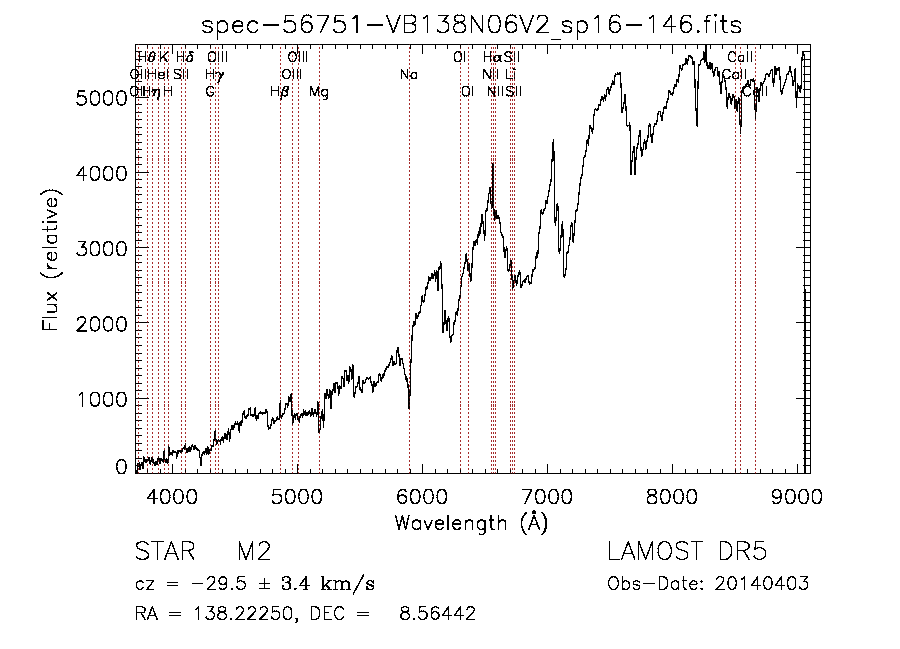 spec-56751-VB138N06V2_sp16-146.fits
Hθ K Hδ OIII OIII OI Hα SII CaII
OII HeI SII Hγ OIII Na NII Li CaII
OII Hη H G Hβ Mg OI NII SII CaII
5000
4000
3000
2000
1000
0
Flux (relative)
4000 5000 6000 7000 8000 9000
Wavelength (Å)
STAR M2 LAMOST DR5
cz = -29.5 ± 3.4 km/s Obs-Date: 20140403
RA = 138.22250, DEC = 8.56442